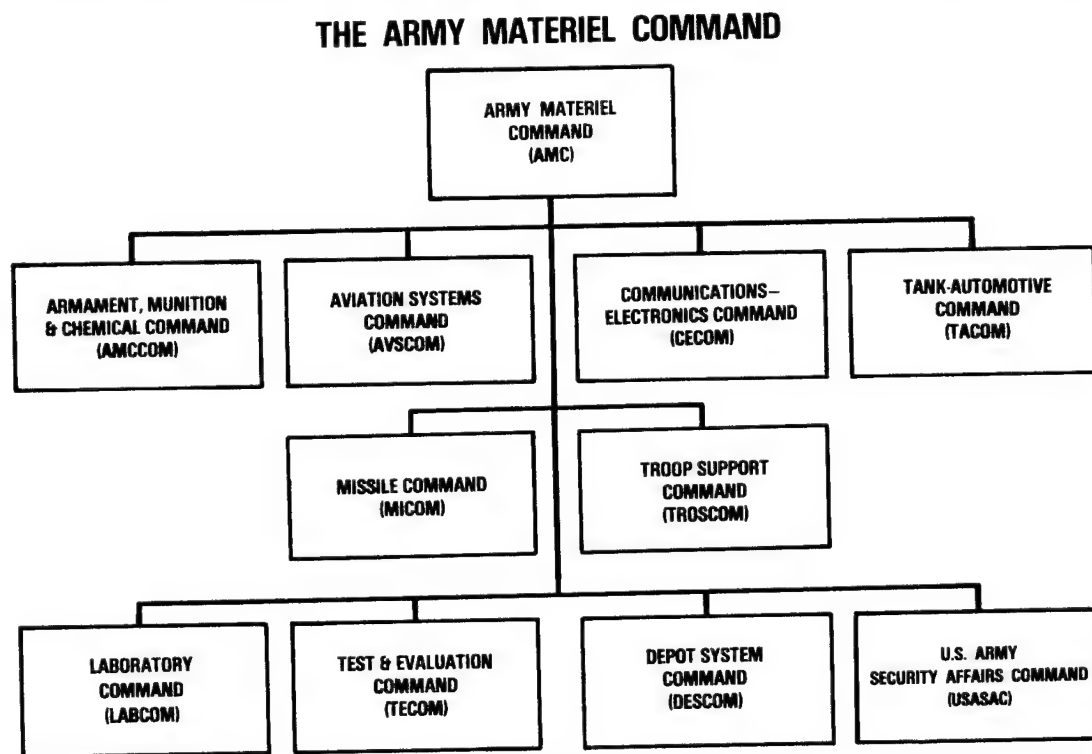 THE ARMY MATERIEL COMMAND
ARMY MATERIEL
COMMAND
(AMC)
ARMAMENT, MUNITION
& CHEMICAL COMMAND
(AMCCOM)
AVIATION SYSTEMS
COMMAND
(AVSCOM)
COMMUNICATIONS–
ELECTRONICS COMMAND
(CECOM)
TANK-AUTOMOTIVE
COMMAND
(TACOM)
MISSILE COMMAND
(MICOM)
TROOP SUPPORT
COMMAND
(TROSCOM)
LABORATORY
COMMAND
(LABCOM)
TEST & EVALUATION
COMMAND
(TECOM)
DEPOT SYSTEM
COMMAND
(DESCOM)
U.S. ARMY
SECURITY AFFAIRS COMMAND
(USASAC)